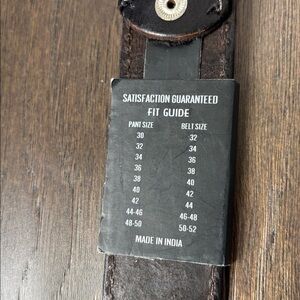 SATISFACTION GUARANTEED
FIT GUIDE
PANT SIZE BELT SIZE
30 32
32 34
34 36
36 38
38 40
40 42
42 44
44-46 46-48
48-50 50-52
MADE IN INDIA